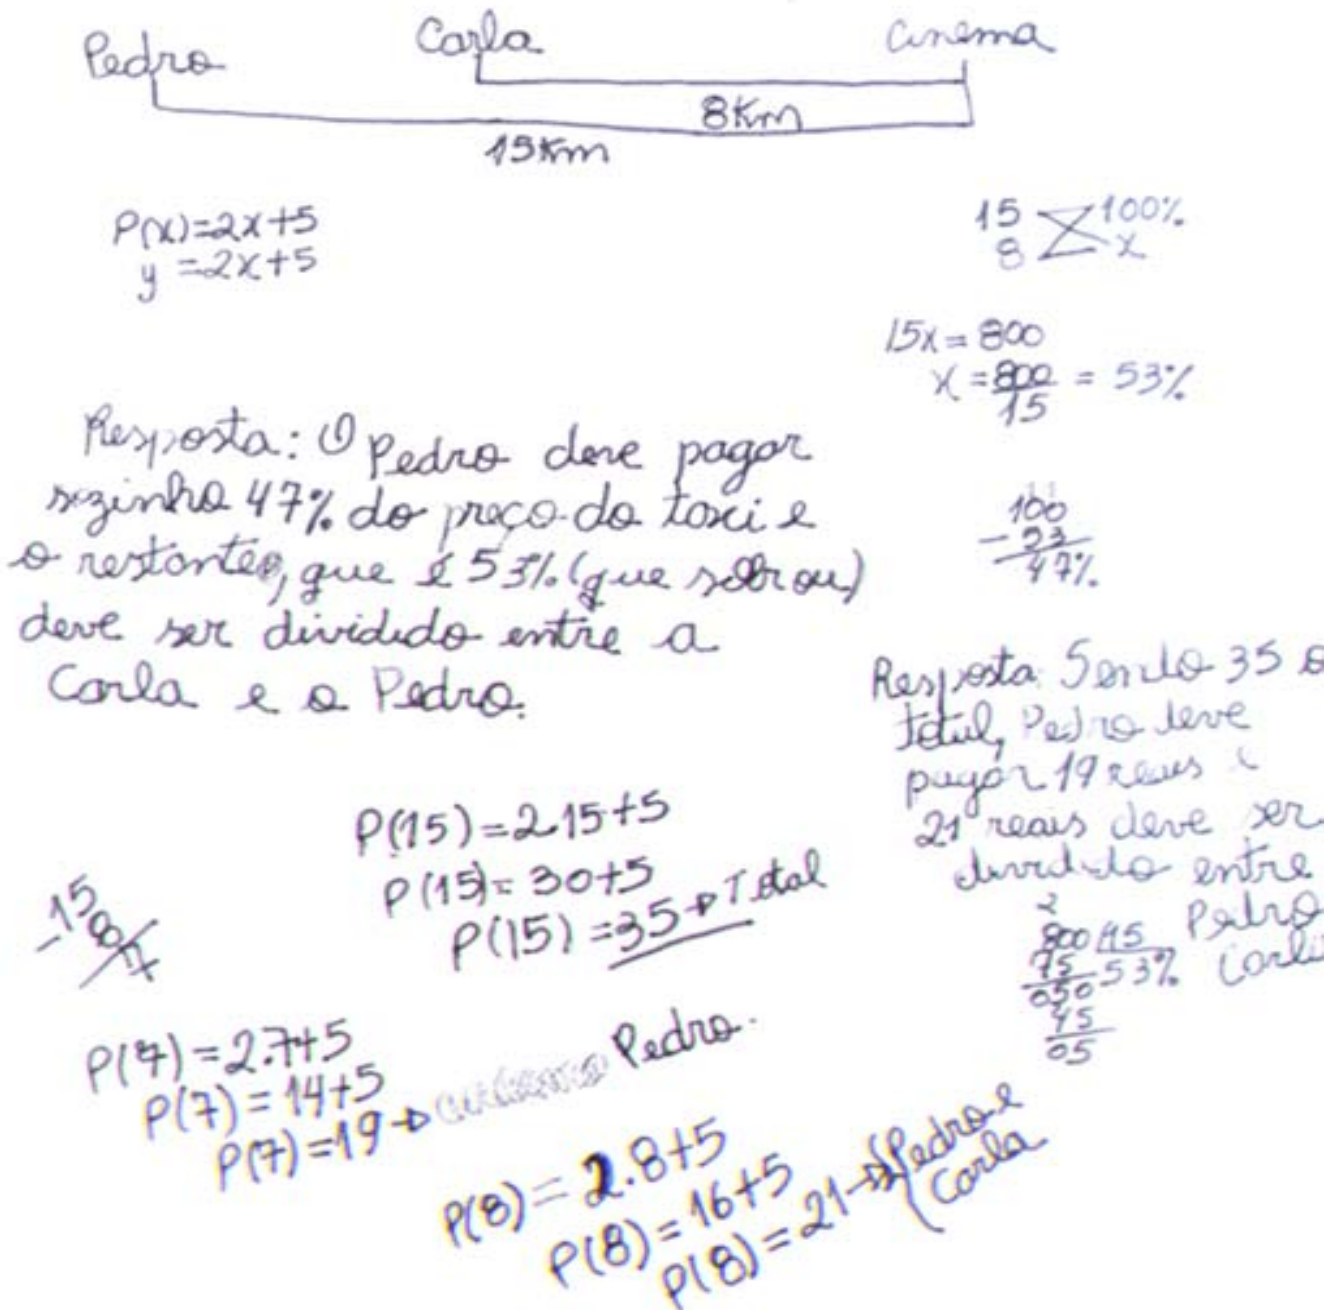 Pedro
Carla
Cinema
8Km
15Km
P(x)=2x+5
y=2x+5
15 100%
8 x
15x=800
x=800/15=53%
Resposta: O Pedro deve pagar
sozinho 47% do preço do taxi e
o restante, que é 53% (que sobrou)
deve ser dividido entre a
Carla e o Pedro.
100
-53
47%
Resposta: Sendo 35 o
total, Pedro deve
pagar 19 reais e
21 reais deve ser
dividido entre
Pedro
Carla
2
800 15
75 53%
050
45
05
P(15)=2.15+5
P(15)=30+5
P(15)=35→Total
-15
8
7
P(7)=2.7+5
P(7)=14+5
P(7)=19→ Pedro.
P(8)=2.8+5
P(8)=16+5
P(8)=21→{Pedro e
Carla